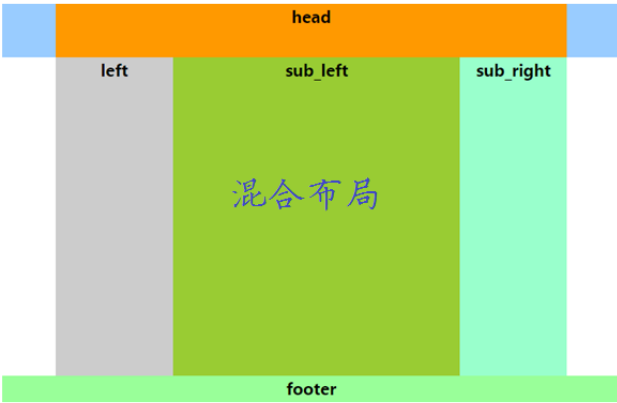 head
left sub_left sub_right
混合布局
footer